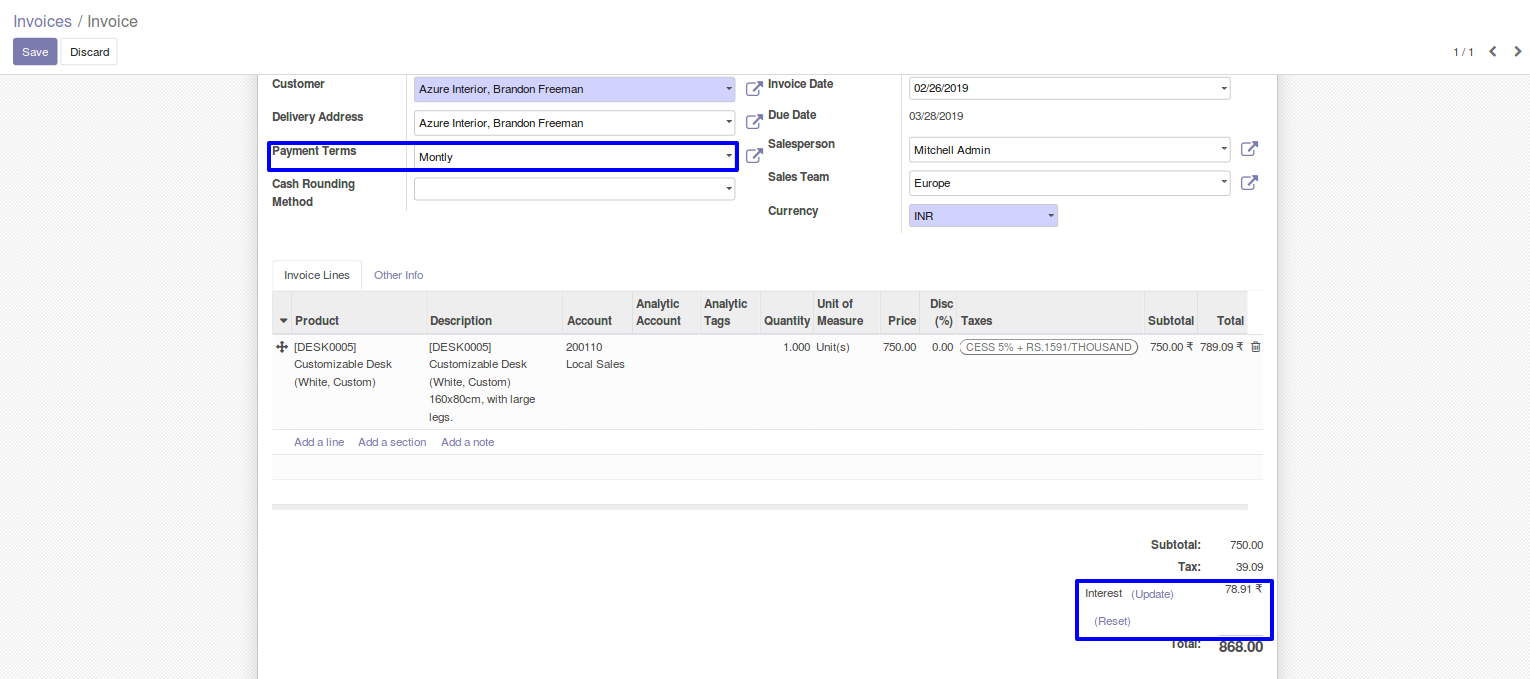 Invoices / Invoice
Save Discard 1 / 1
Customer Azure Interior, Brandon Freeman Invoice Date 02/26/2019
Delivery Address Azure Interior, Brandon Freeman Due Date 03/28/2019
Payment Terms Montly Salesperson Mitchell Admin
Cash Rounding Sales Team Europe
Method
Currency INR
Invoice Lines Other Info
Analytic Analytic Unit of Disc
Product Description Account Account Tags Quantity Measure Price (%) Taxes Subtotal Total
[DESK0005] [DESK0005] 200110 1.000 Unit(s) 750.00 0.00 CESS 5% + RS.1591/THOUSAND 750.00 ₹ 789.09 ₹
Customizable Desk Customizable Desk Local Sales
(White, Custom) (White, Custom)
160x80cm, with large
legs.
Add a line Add a section Add a note
Subtotal: 750.00
Tax: 39.09
Interest (Update) 78.91 ₹
(Reset)
Total: 868.00